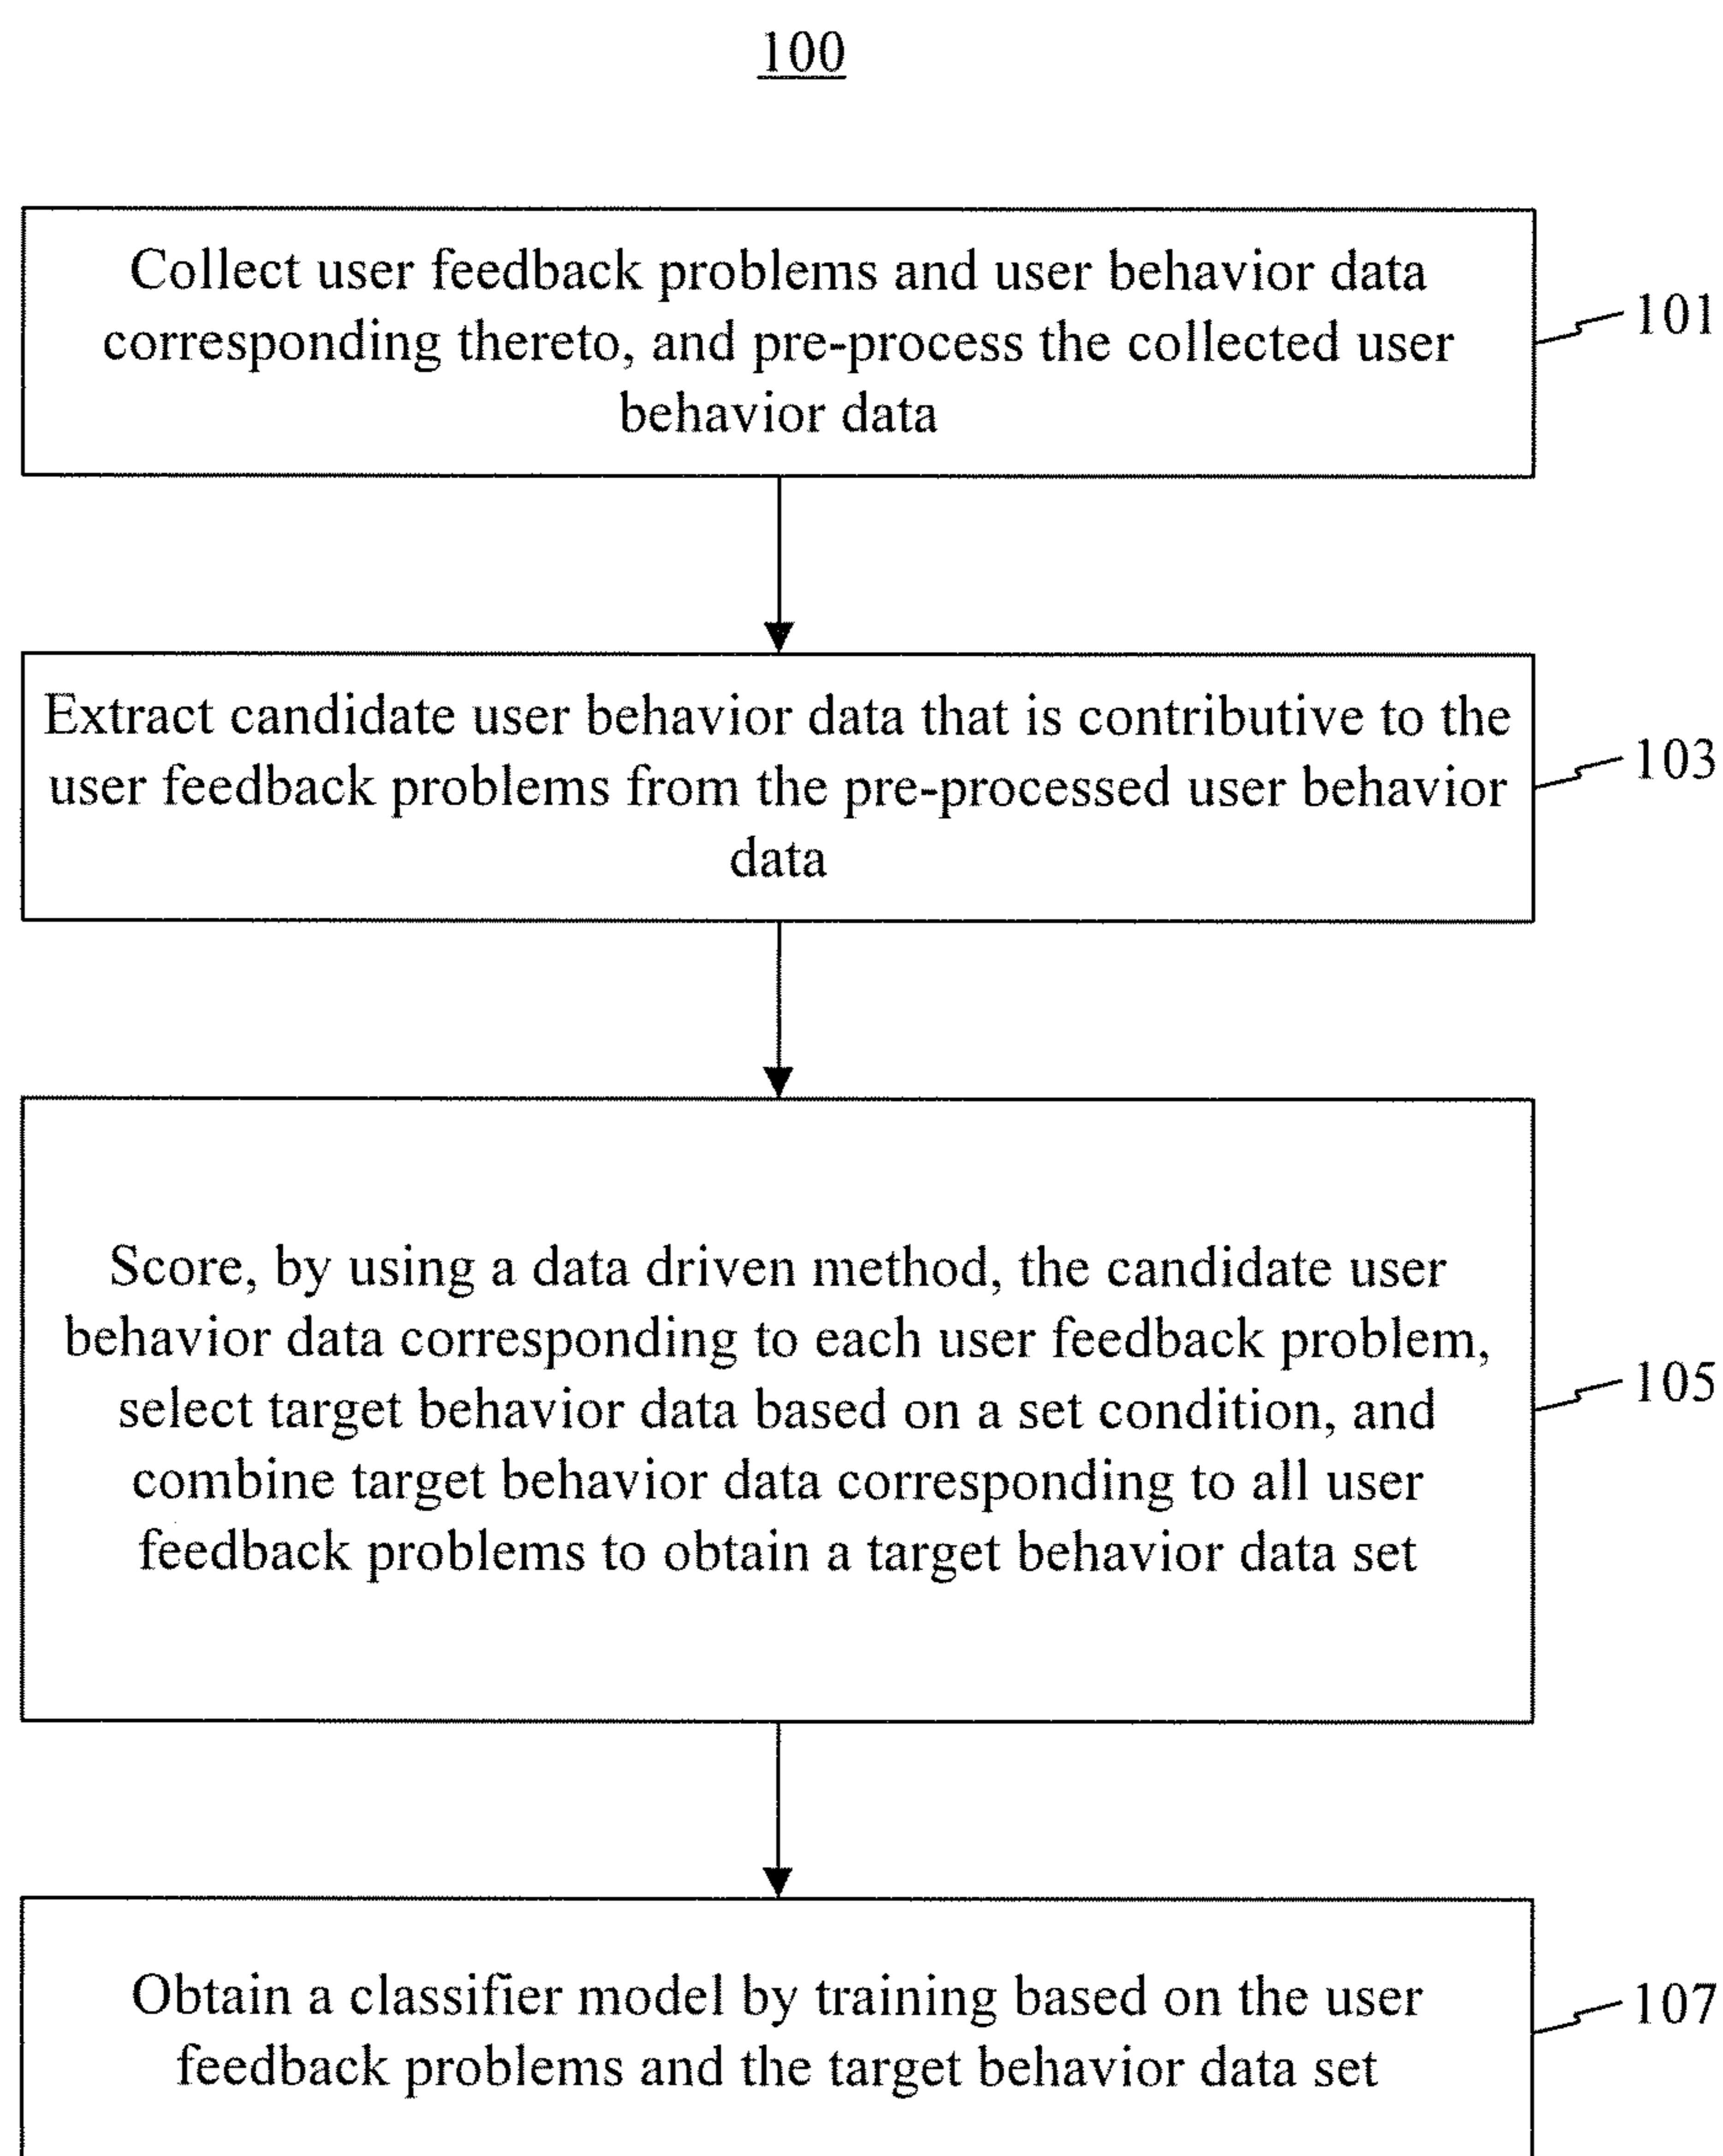 100
Collect user feedback problems and user behavior data
corresponding thereto, and pre-process the collected user
behavior data
101
Extract candidate user behavior data that is contributive to the
user feedback problems from the pre-processed user behavior
data
103
Score, by using a data driven method, the candidate user
behavior data corresponding to each user feedback problem,
select target behavior data based on a set condition, and
combine target behavior data corresponding to all user
feedback problems to obtain a target behavior data set
105
Obtain a classifier model by training based on the user
feedback problems and the target behavior data set
107